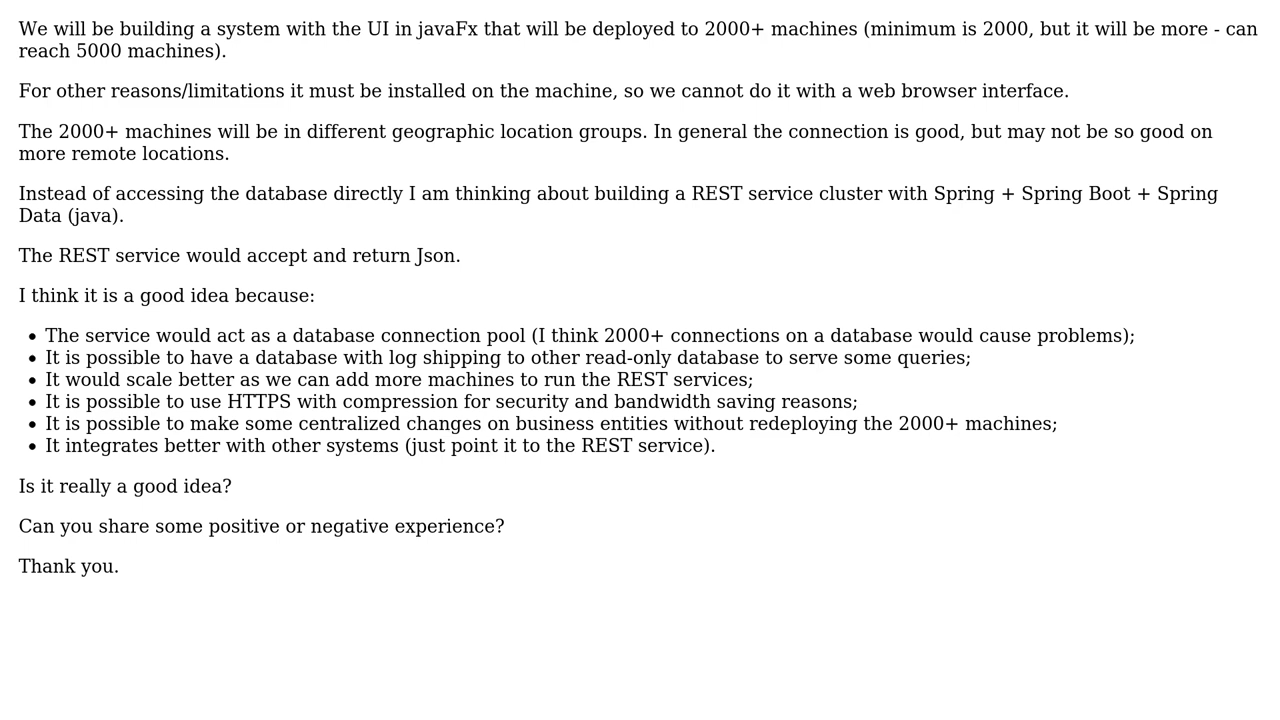 We will be building a system with the UI in javaFx that will be deployed to 2000+ machines (minimum is 2000, but it will be more - can
reach 5000 machines).
For other reasons/limitations it must be installed on the machine, so we cannot do it with a web browser interface.
The 2000+ machines will be in different geographic location groups. In general the connection is good, but may not be so good on
more remote locations.
Instead of accessing the database directly I am thinking about building a REST service cluster with Spring + Spring Boot + Spring
Data (java).
The REST service would accept and return Json.
I think it is a good idea because:
• The service would act as a database connection pool (I think 2000+ connections on a database would cause problems);
• It is possible to have a database with log shipping to other read-only database to serve some queries;
• It would scale better as we can add more machines to run the REST services;
• It is possible to use HTTPS with compression for security and bandwidth saving reasons;
• It is possible to make some centralized changes on business entities without redeploying the 2000+ machines;
• It integrates better with other systems (just point it to the REST service).
Is it really a good idea?
Can you share some positive or negative experience?
Thank you.